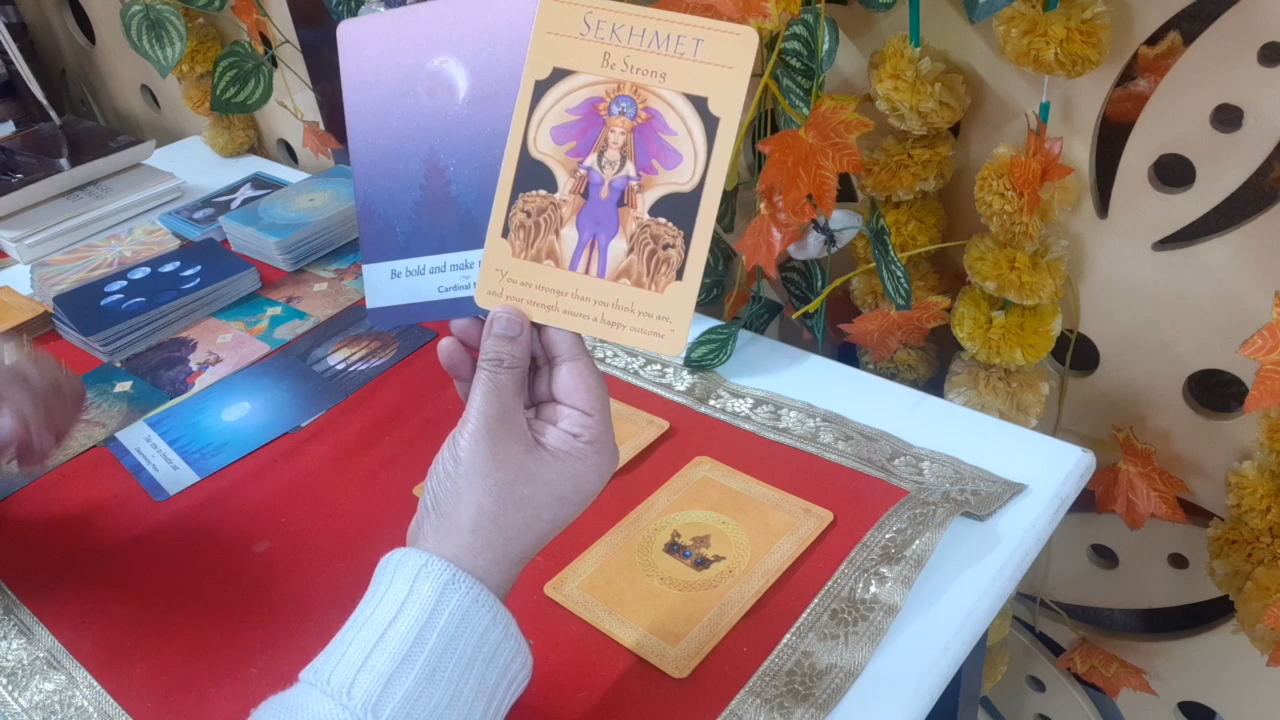 SEKHMET
Be Strong
"You are stronger than you think you are,
and your strength assures a happy outcome."
Be bold and make
Cardinal